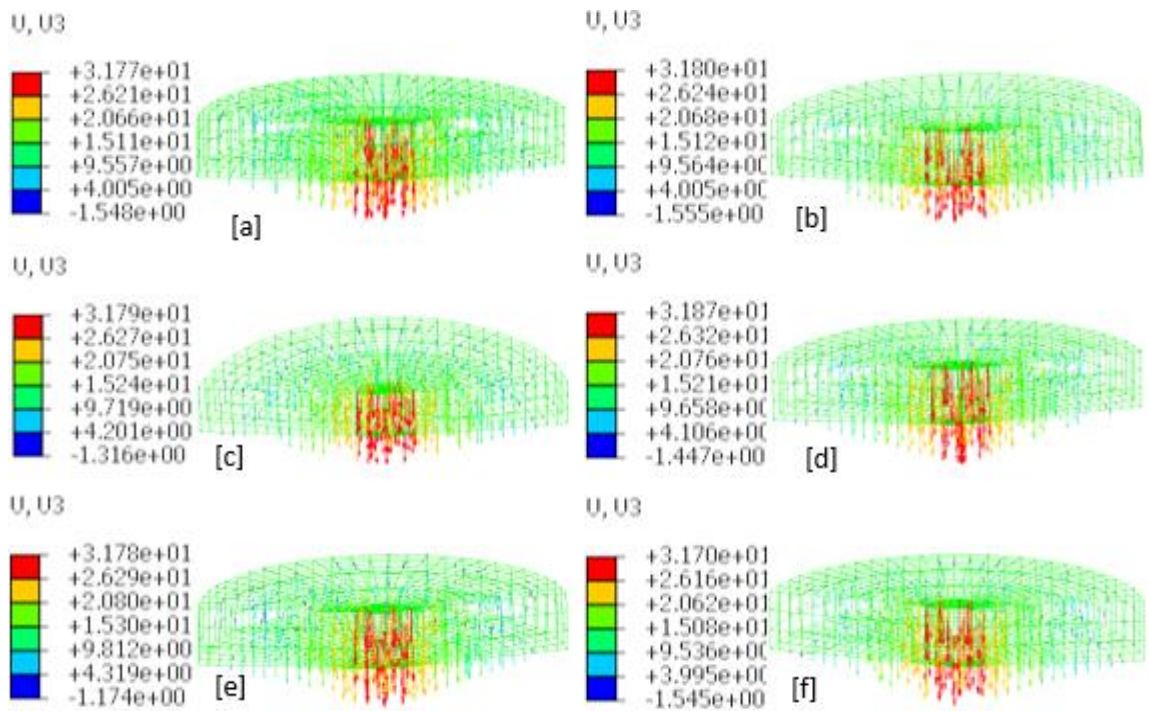 U, U3
+3.177e+01
+2.621e+01
+2.066e+01
+1.511e+01
+9.557e+00
+4.005e+00
-1.548e+00
[a]
U, U3
+3.180e+01
+2.624e+01
+2.068e+01
+1.512e+01
+9.564e+00
+4.005e+00
-1.555e+00
[b]
U, U3
+3.179e+01
+2.627e+01
+2.075e+01
+1.524e+01
+9.719e+00
+4.201e+00
-1.316e+00
[c]
U, U3
+3.187e+01
+2.632e+01
+2.076e+01
+1.521e+01
+9.658e+00
+4.106e+00
-1.447e+00
[d]
U, U3
+3.178e+01
+2.629e+01
+2.080e+01
+1.530e+01
+9.812e+00
+4.319e+00
-1.174e+00
[e]
U, U3
+3.170e+01
+2.616e+01
+2.062e+01
+1.508e+01
+9.536e+00
+3.995e+00
-1.545e+00
[f]